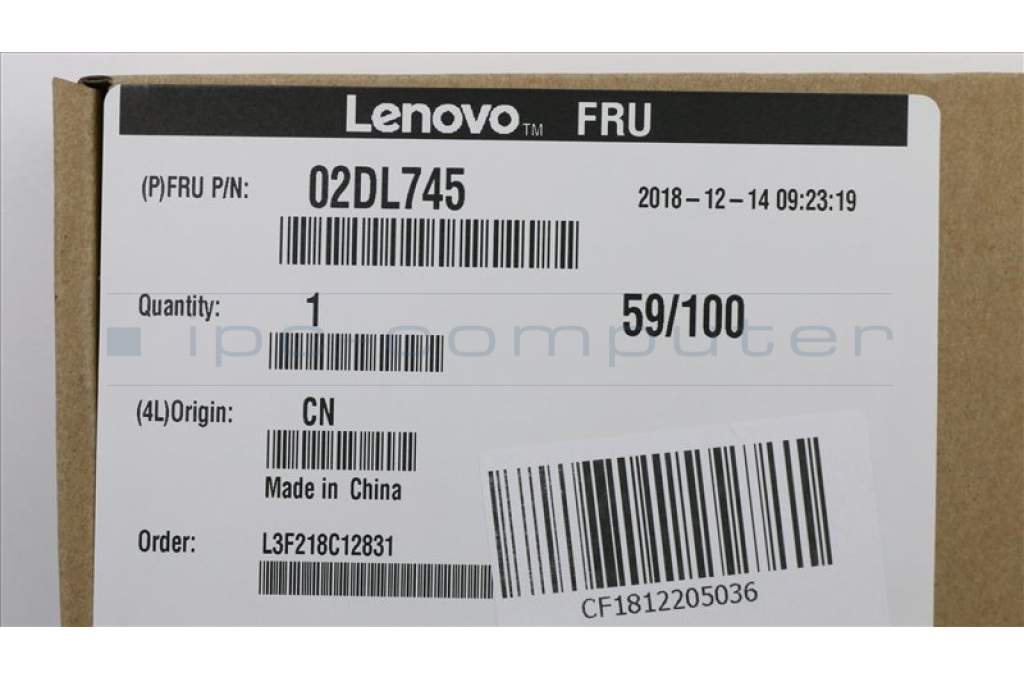 Lenovo™ FRU
(P)FRU P/N: 02DL745 2018-12-14 09:23:19
Quantity: 1 59/100
ipc-computer
(4L)Origin: CN
Made in China
Order: L3F218C12831
CF1812205036